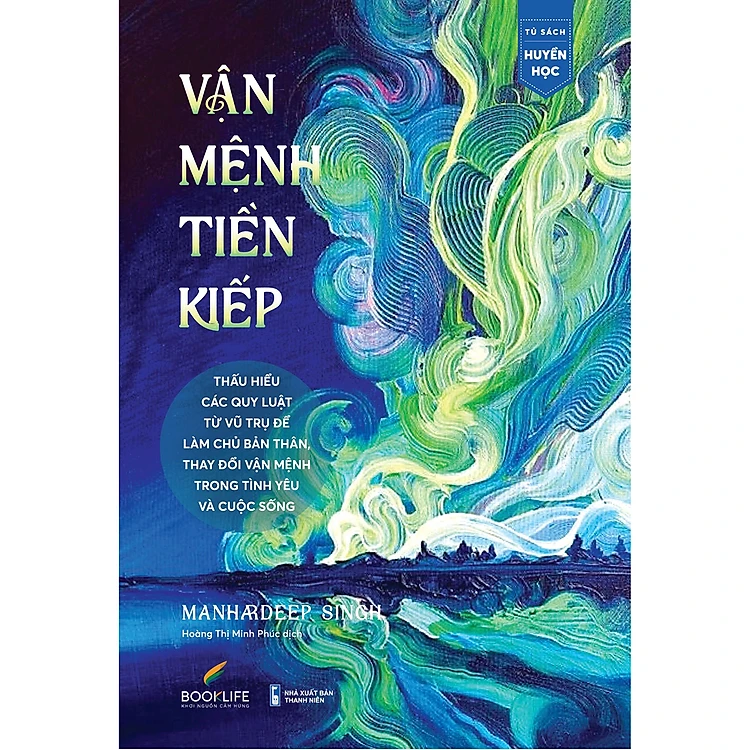 TỦ SÁCH
HUYỀN
HỌC
VẬN
MỆNH
TIỀN
KIẾP
THẤU HIỂU
CÁC QUY LUẬT
TỪ VŨ TRỤ ĐỂ
LÀM CHỦ BẢN THÂN,
THAY ĐỔI VẬN MỆNH
TRONG TÌNH YÊU
VÀ CUỘC SỐNG
MANHARDEEP SINGH
Hoàng Thị Minh Phúc dịch
BOOKLIFE
KHƠI NGUỒN CẢM HỨNG
NHÀ XUẤT BẢN
THANH NIÊN